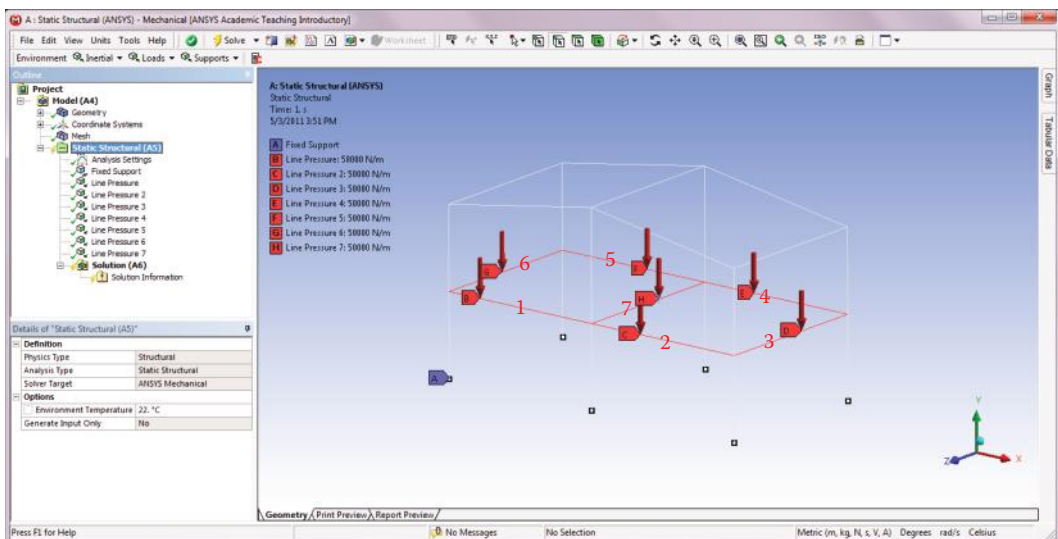 A : Static Structural (ANSYS) - Mechanical [ANSYS Academic Teaching Introductory]
File Edit View Units Tools Help Solve Worksheet
Environment Inertial Loads Supports
Outline
Project
Model (A4)
Geometry
Coordinate Systems
Mesh
Static Structural (A5)
Analysis Settings
Fixed Support
Line Pressure
Line Pressure 2
Line Pressure 3
Line Pressure 4
Line Pressure 5
Line Pressure 6
Line Pressure 7
Solution (A6)
Solution Information
Details of "Static Structural (A5)"
Definition
Physics Type Structural
Analysis Type Static Structural
Solver Target ANSYS Mechanical
Options
Environment Temperature 22. °C
Generate Input Only No
A: Static Structural (ANSYS)
Static Structural
Time: 1. s
5/3/2011 3:51 PM
A Fixed Support
B Line Pressure: 50000 N/m
C Line Pressure 2: 50000 N/m
D Line Pressure 3: 50000 N/m
E Line Pressure 4: 50000 N/m
F Line Pressure 5: 50000 N/m
G Line Pressure 6: 50000 N/m
H Line Pressure 7: 50000 N/m
G 6 5 F
B 1 7 H E 4
C 2 3 D
A
Y
Z X
Graph
Tabular Data
Geometry Print Preview Report Preview
Press F1 for Help No Messages No Selection Metric (m, kg, N, s, V, A) Degrees rad/s Celsius